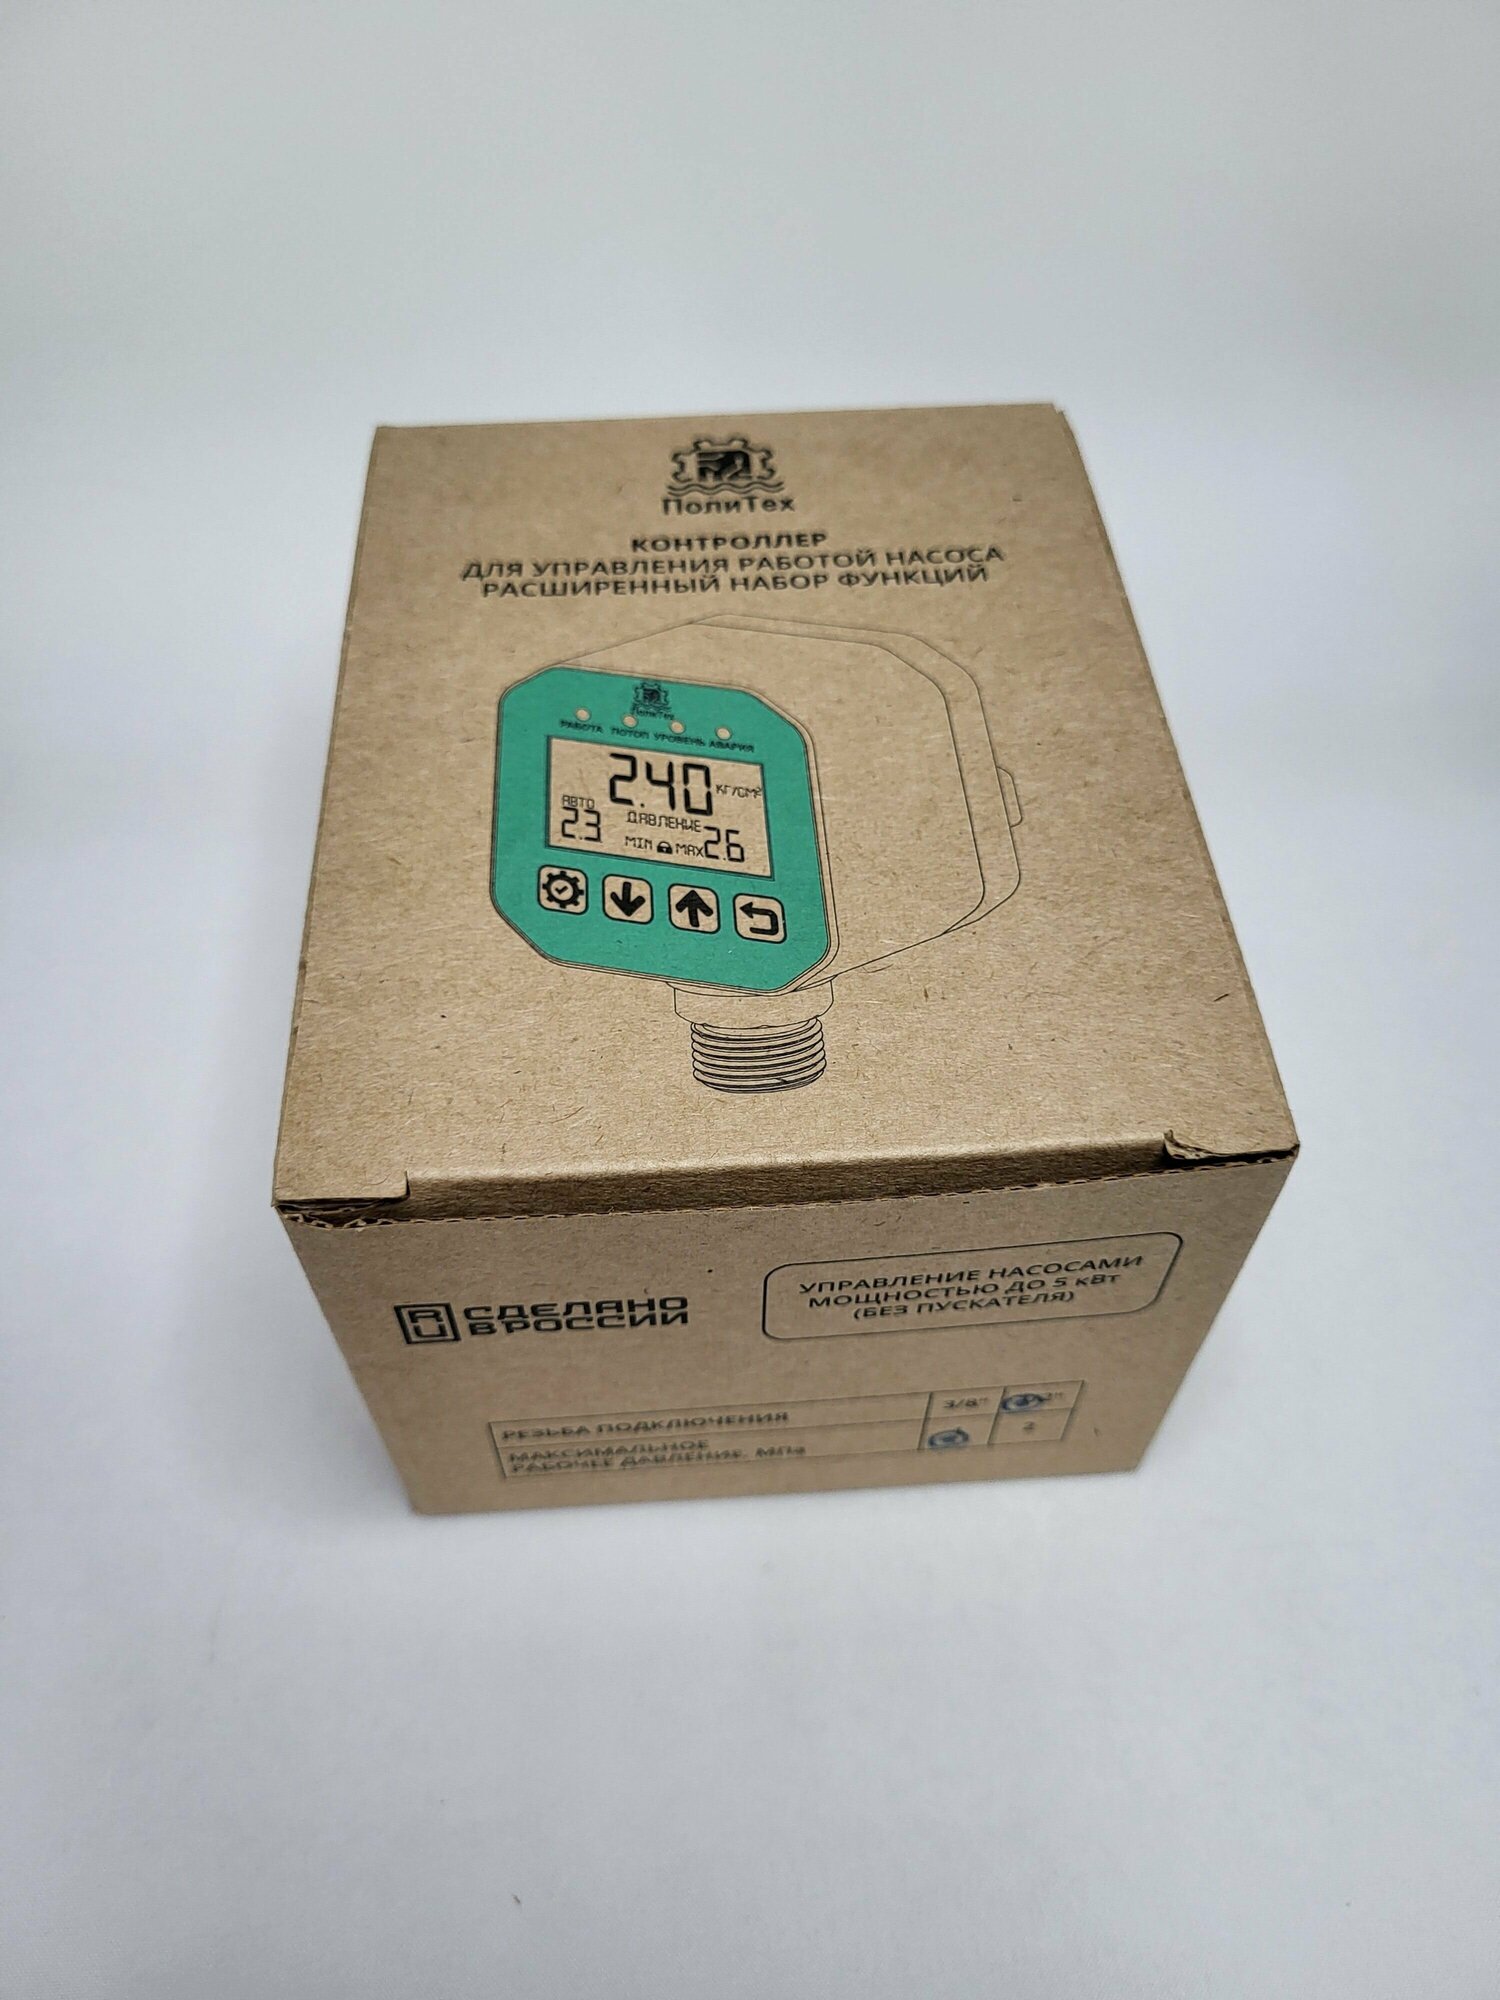 ПолиТех
КОНТРОЛЛЕР
ДЛЯ УПРАВЛЕНИЯ РАБОТОЙ НАСОСА
РАСШИРЕННЫЙ НАБОР ФУНКЦИЙ
ПолиТех
РАБОТА ПОТОП УРОВЕНЬ АВАРИЯ
2.40 КГ/СМ²
АВТО ДАВЛЕНИЕ
2.3 MIN MAX 2.6
RU СДЕЛАНО
В РОССИИ
УПРАВЛЕНИЕ НАСОСАМИ
МОЩНОСТЬЮ ДО 5 кВт
(БЕЗ ПУСКАТЕЛЯ)
РЕЗЬБА ПОДКЛЮЧЕНИЯ 3/8"
МАКСИМАЛЬНОЕ
РАБОЧЕЕ ДАВЛЕНИЕ, МПа 2